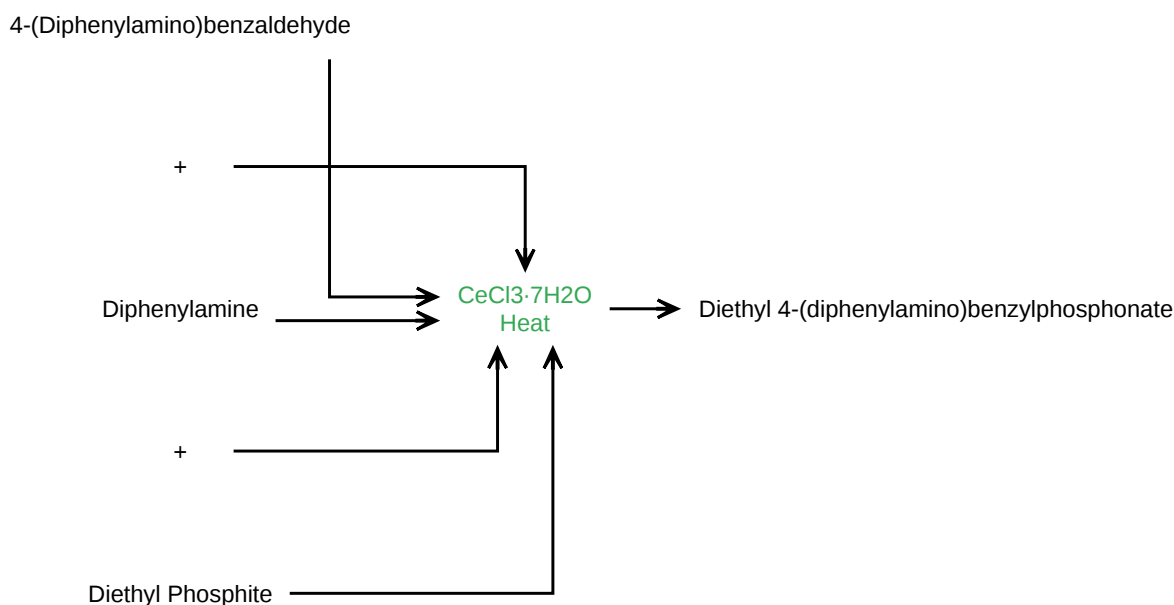 4-(Diphenylamino)benzaldehyde
+
Diphenylamine
CeCl3·7H2O
Heat
Diethyl 4-(diphenylamino)benzylphosphonate
+
Diethyl Phosphite